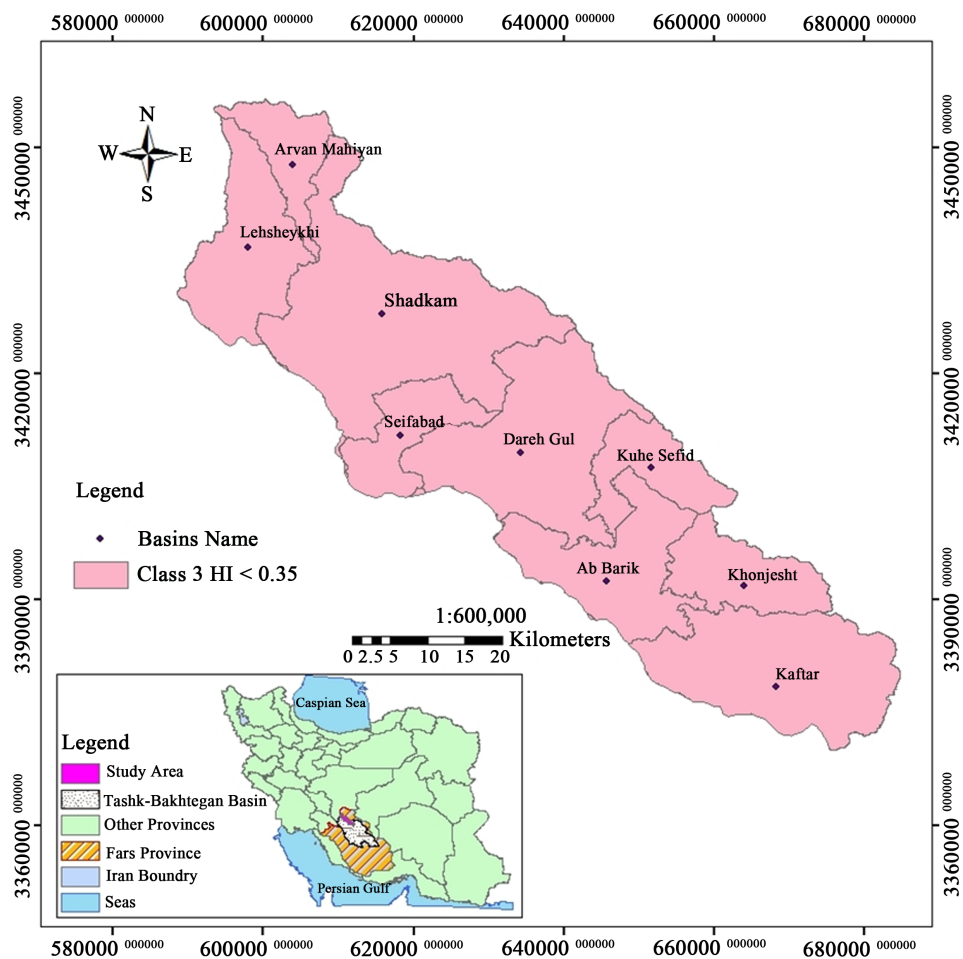 580000 000000 600000 000000 620000 000000 640000 000000 660000 000000 680000 000000
3450000 000000
3420000 000000
3390000 000000
3360000 000000
N
W E
S
Arvan Mahiyan
Lehsheykhi
Shadkam
Seifabad
Dareh Gul
Kuhe Sefid
Ab Barik
Khonjesht
Kaftar
Legend
Basins Name
Class 3 HI < 0.35
1:600,000
Kilometers
0 2.5 5 10 15 20
Caspian Sea
Legend
Study Area
Tashk-Bakhtegan Basin
Other Provinces
Fars Province
Iran Boundry
Seas
Persian Gulf
3450000 000000
3420000 000000
3390000 000000
3360000 000000
580000 000000 600000 000000 620000 000000 640000 000000 660000 000000 680000 000000